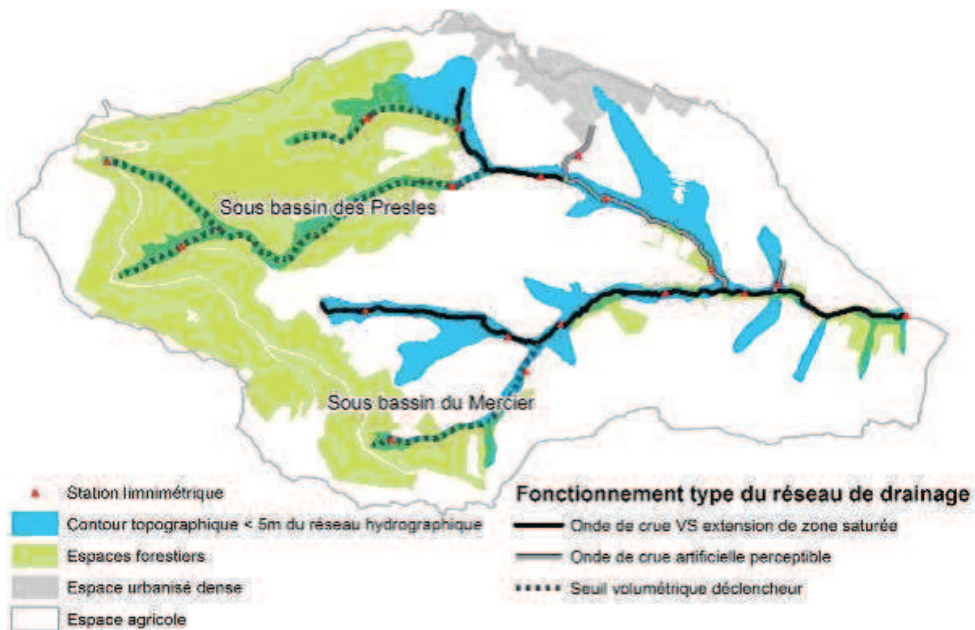 Sous bassin des Presles
Sous bassin du Mercier
Station limnimétrique
Contour topographique < 5m du réseau hydrographique
Espaces forestiers
Espace urbanisé dense
Espace agricole
Fonctionnement type du réseau de drainage
Onde de crue VS extension de zone saturée
Onde de crue artificielle perceptible
Seuil volumétrique déclencheur